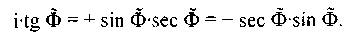 i·tg Φ̃ = + sin Φ̃·sec Φ̃ = − sec Φ̃·sin Φ̃.